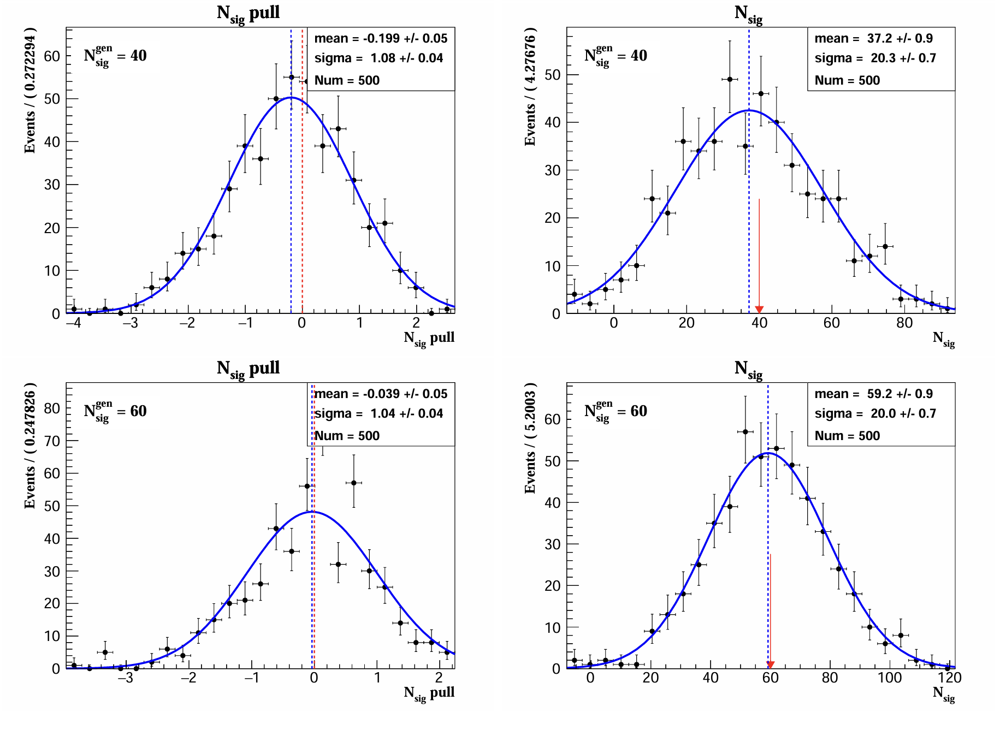 N_sig pull
Events / ( 0.272294 )
N_sig^gen = 40
mean = -0.199 +/- 0.05
sigma = 1.08 +/- 0.04
Num = 500
60
50
40
30
20
10
0
−4 −3 −2 −1 0 1 2
N_sig pull
N_sig
Events / ( 4.27676 )
N_sig^gen = 40
mean = 37.2 +/- 0.9
sigma = 20.3 +/- 0.7
Num = 500
50
40
30
20
10
0
0 20 40 60 80
N_sig
N_sig pull
Events / ( 0.247826 )
N_sig^gen = 60
mean = -0.039 +/- 0.05
sigma = 1.04 +/- 0.04
Num = 500
80
70
60
50
40
30
20
10
0
−3 −2 −1 0 1 2
N_sig pull
N_sig
Events / ( 5.2003 )
N_sig^gen = 60
mean = 59.2 +/- 0.9
sigma = 20.0 +/- 0.7
Num = 500
60
50
40
30
20
10
0
0 20 40 60 80 100 120
N_sig